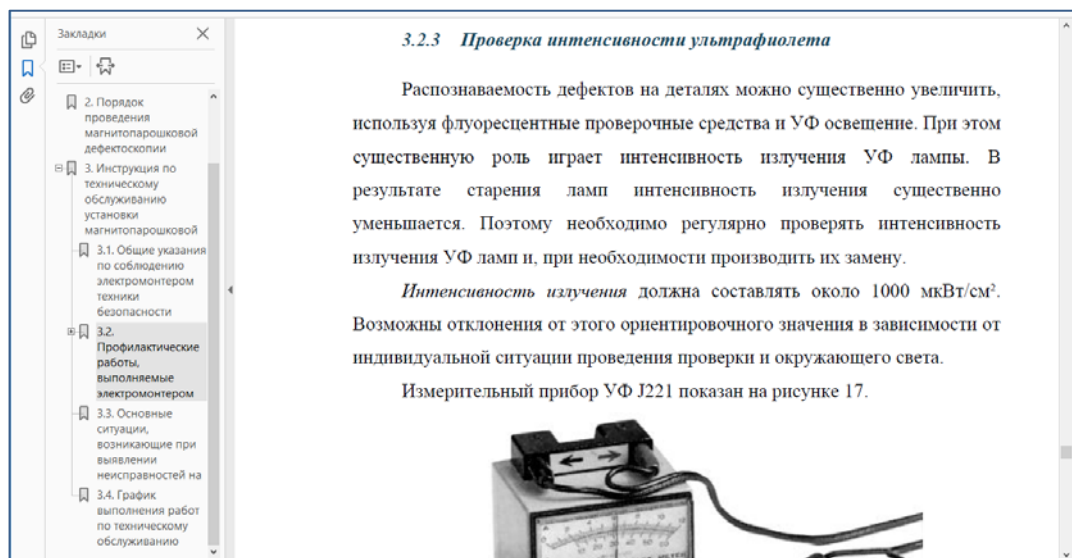 Закладки
2. Порядок
проведения
магнитопарошковой
дефектоскопии
3. Инструкция по
техническому
обслуживанию
установки
магнитопарошковой
3.1. Общие указания
по соблюдению
электромонтером
техники
безопасности
3.2.
Профилактические
работы,
выполняемые
электромонтером
3.3. Основные
ситуации,
возникающие при
выявлении
неисправностей на
3.4. График
выполнения работ
по техническому
обслуживанию
3.2.3 Проверка интенсивности ультрафиолета
Распознаваемость дефектов на деталях можно существенно увеличить,
используя флуоресцентные проверочные средства и УФ освещение. При этом
существенную роль играет интенсивность излучения УФ лампы. В
результате старения ламп интенсивность излучения существенно
уменьшается. Поэтому необходимо регулярно проверять интенсивность
излучения УФ ламп и, при необходимости производить их замену.
Интенсивность излучения должна составлять около 1000 мкВт/см².
Возможны отклонения от этого ориентировочного значения в зависимости от
индивидуальной ситуации проведения проверки и окружающего света.
Измерительный прибор УФ J221 показан на рисунке 17.